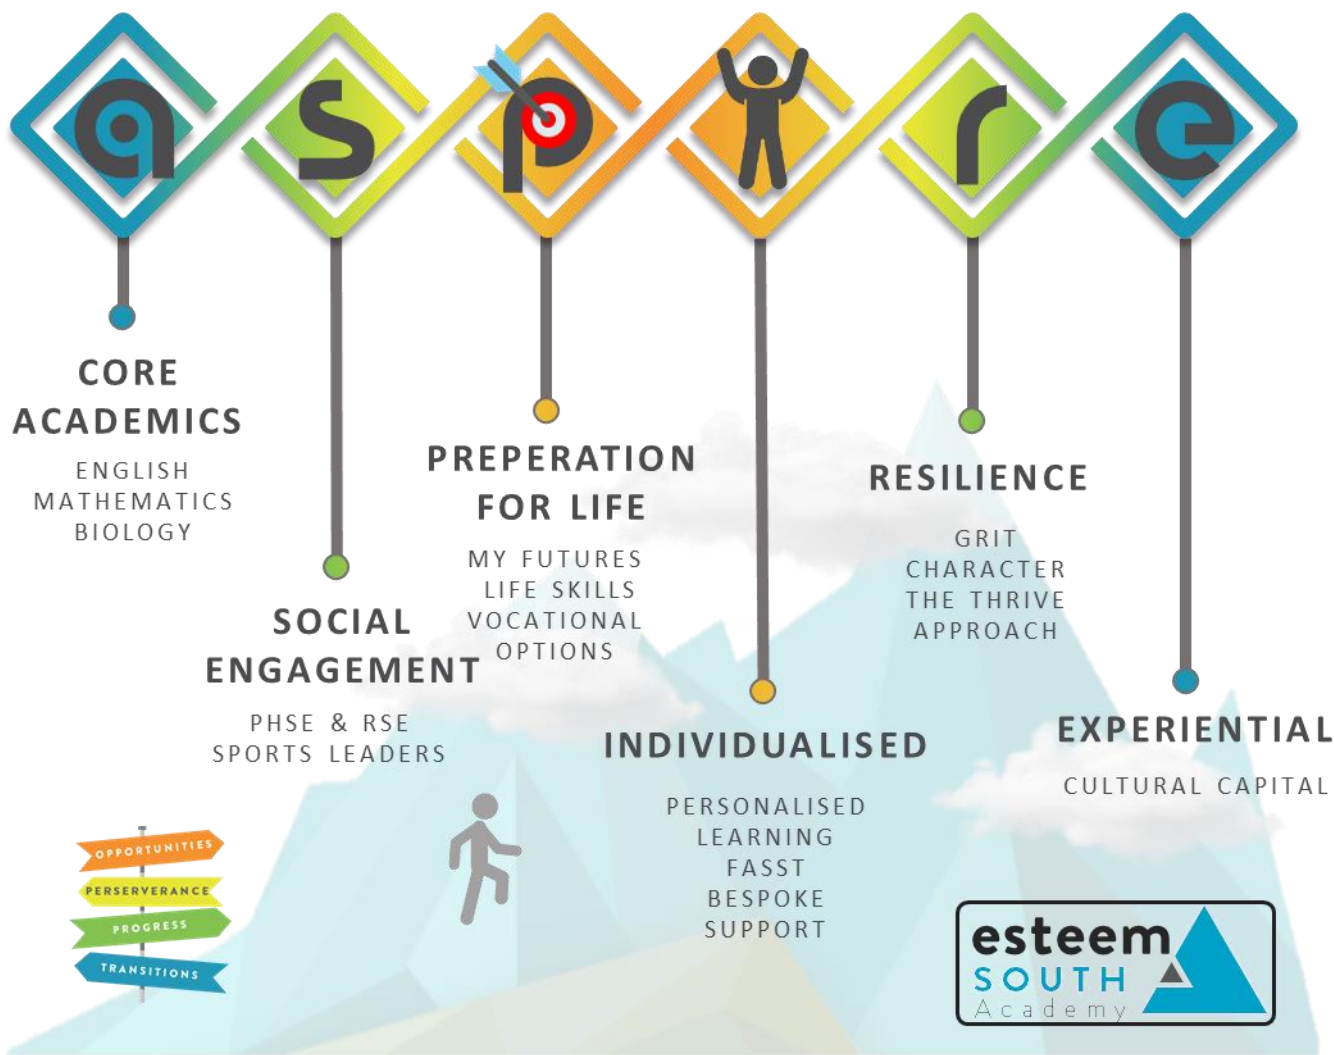 aspire
CORE
ACADEMICS
ENGLISH
MATHEMATICS
BIOLOGY
SOCIAL
ENGAGEMENT
PHSE & RSE
SPORTS LEADERS
PREPERATION
FOR LIFE
MY FUTURES
LIFE SKILLS
VOCATIONAL
OPTIONS
INDIVIDUALISED
PERSONALISED
LEARNING
FASST
BESPOKE
SUPPORT
RESILIENCE
GRIT
CHARACTER
THE THRIVE
APPROACH
EXPERIENTIAL
CULTURAL CAPITAL
OPPORTUNITIES
PERSERVERANCE
PROGRESS
TRANSITIONS
esteem
SOUTH
Academy